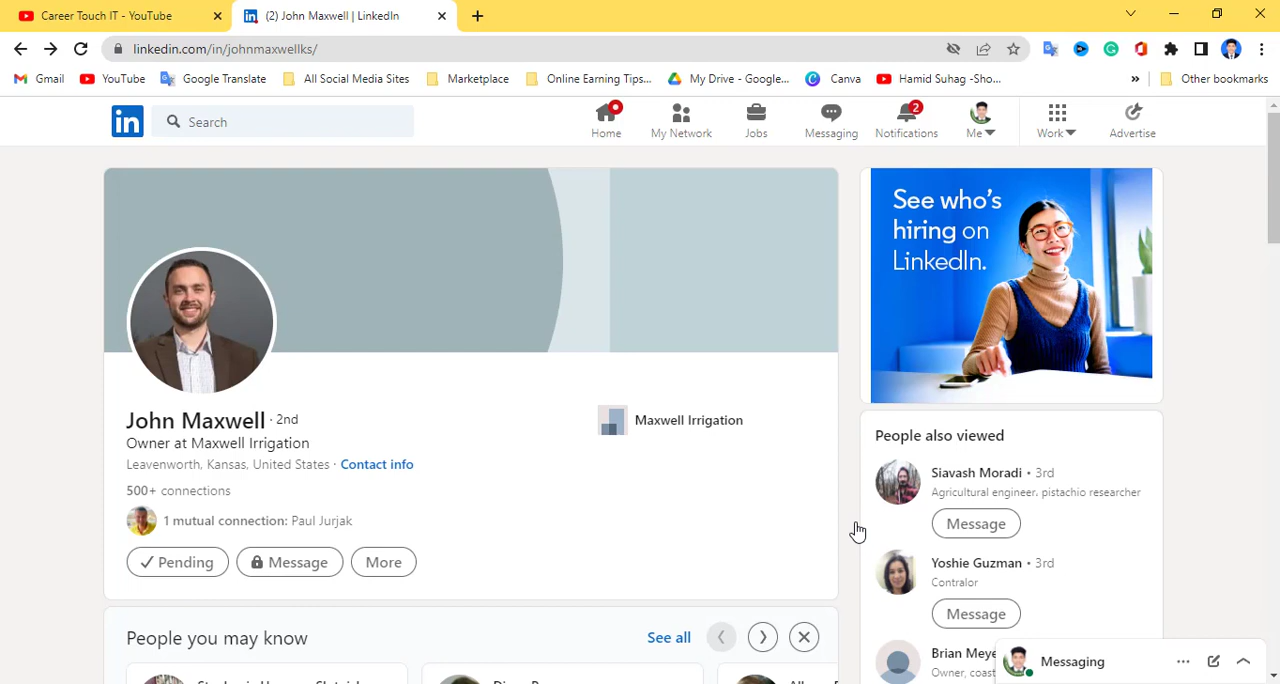 Career Touch IT - YouTube
(2) John Maxwell | LinkedIn
linkedin.com/in/johnmaxwellks/
Gmail
YouTube
Google Translate
All Social Media Sites
Marketplace
Online Earning Tips...
My Drive - Google...
Canva
Hamid Suhag -Sho...
»
Other bookmarks
in
Search
Home
My Network
Jobs
Messaging
2
Notifications
Me
Work
Advertise
See who's
hiring on
LinkedIn.
John Maxwell · 2nd
Owner at Maxwell Irrigation
Leavenworth, Kansas, United States · Contact info
500+ connections
1 mutual connection: Paul Jurjak
Pending
Message
More
Maxwell Irrigation
People also viewed
Siavash Moradi • 3rd
Agricultural engineer. pistachio researcher
Message
Yoshie Guzman • 3rd
Contralor
Message
Brian Meye
Owner, coast
People you may know
See all
Messaging